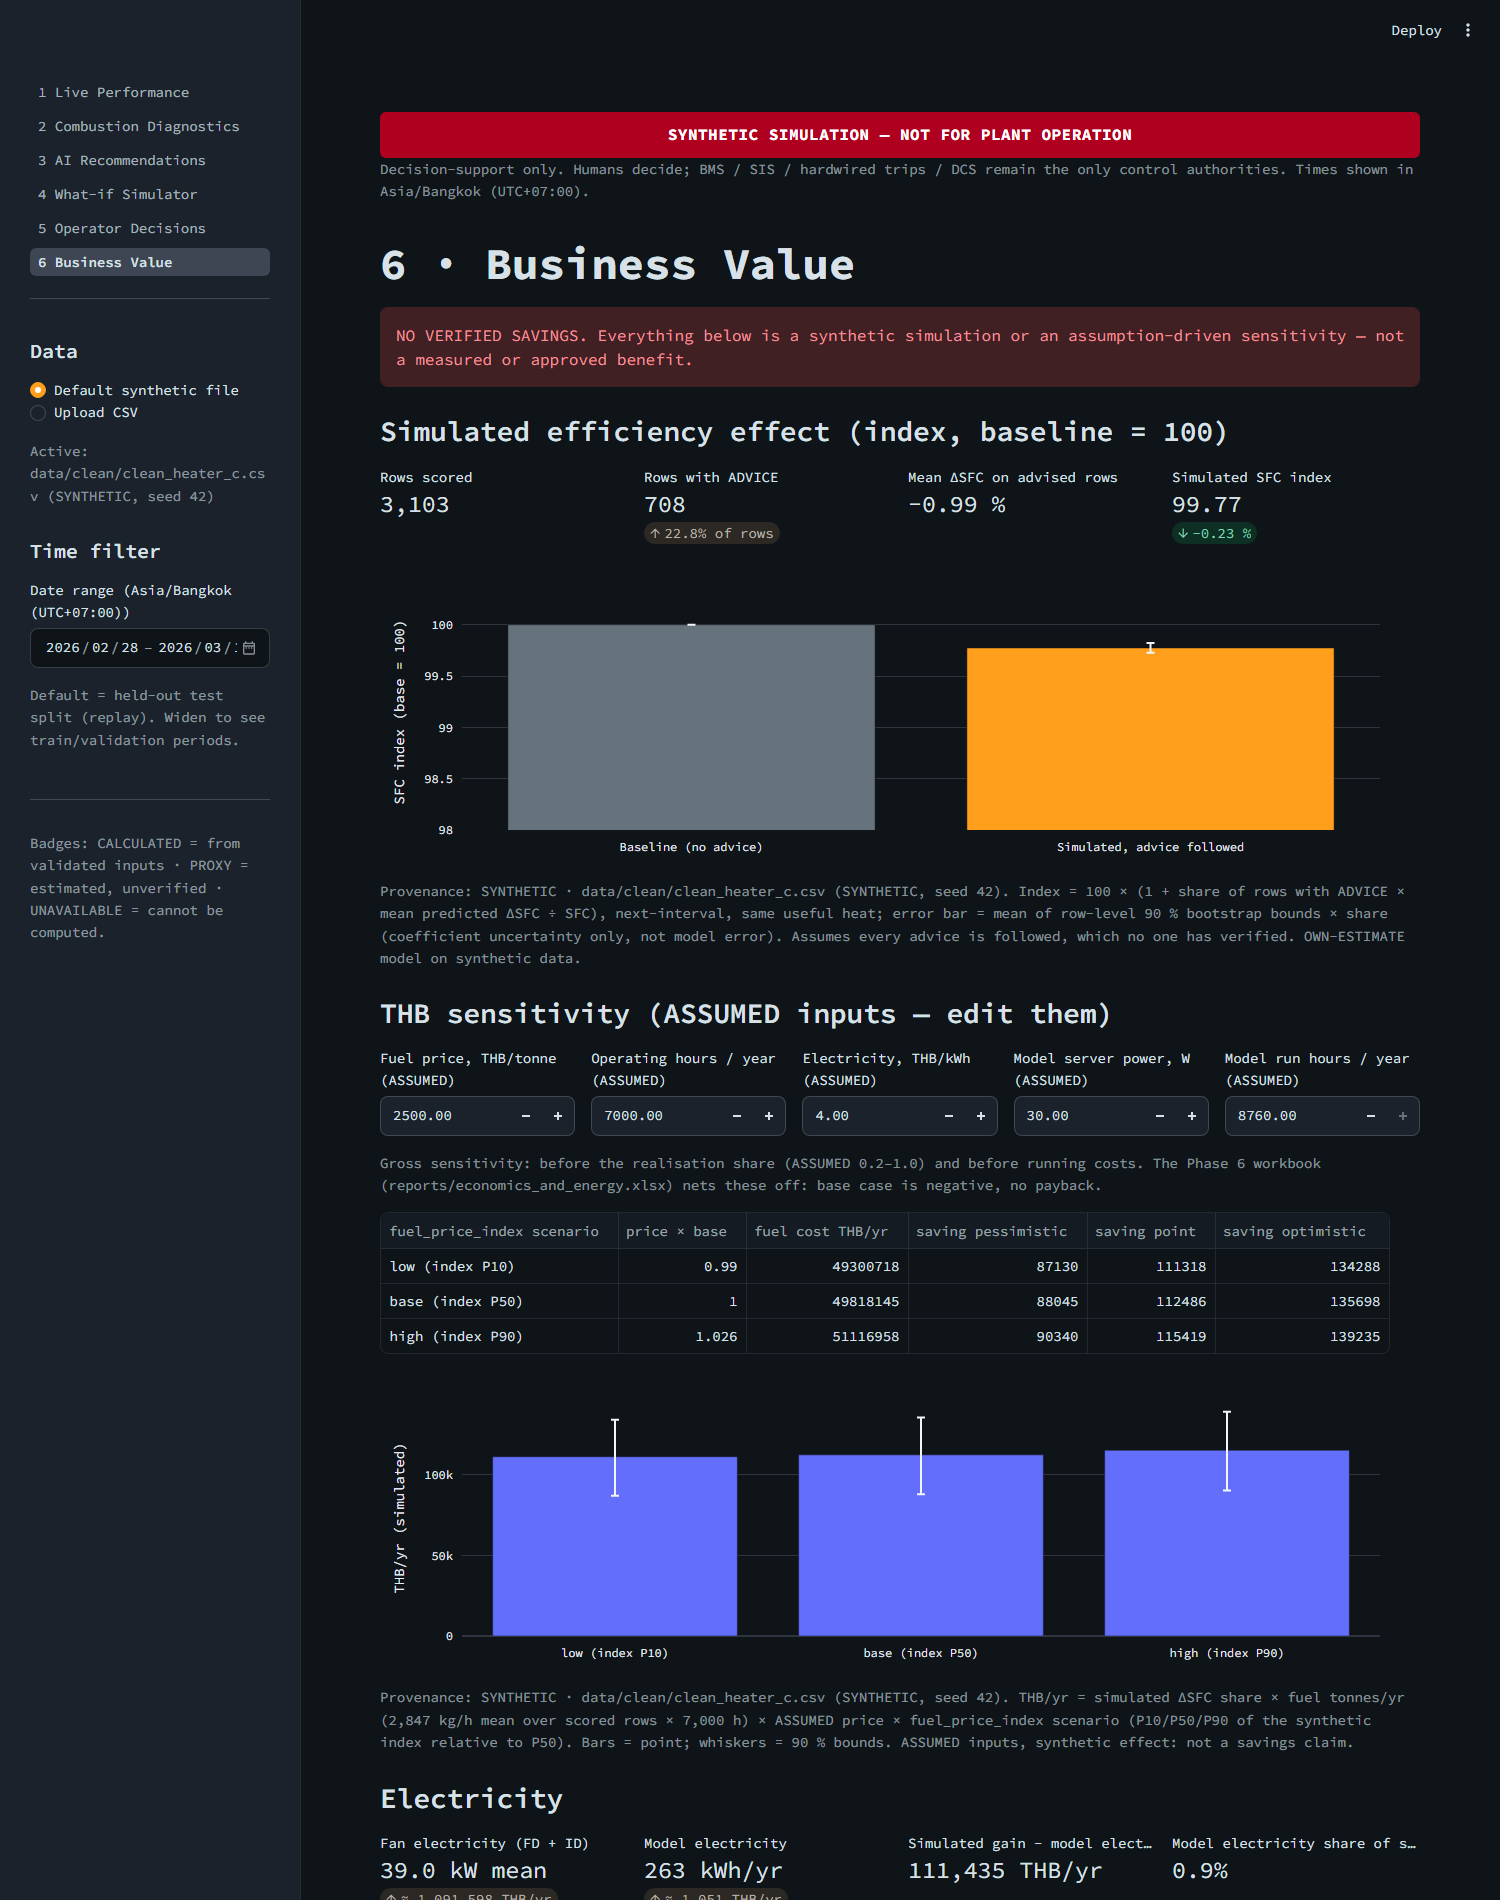 Deploy
1 Live Performance
2 Combustion Diagnostics
3 AI Recommendations
4 What-if Simulator
5 Operator Decisions
6 Business Value
Data
Default synthetic file
Upload CSV
Active:
data/clean/clean_heater_c.cs
v (SYNTHETIC, seed 42)
Time filter
Date range (Asia/Bangkok
(UTC+07:00))
2026/02/28 – 2026/03/
Default = held-out test
split (replay). Widen to see
train/validation periods.
Badges: CALCULATED = from
validated inputs · PROXY =
estimated, unverified ·
UNAVAILABLE = cannot be
computed.
SYNTHETIC SIMULATION — NOT FOR PLANT OPERATION
Decision-support only. Humans decide; BMS / SIS / hardwired trips / DCS remain the only control authorities. Times shown in
Asia/Bangkok (UTC+07:00).
6 · Business Value
NO VERIFIED SAVINGS. Everything below is a synthetic simulation or an assumption-driven sensitivity — not
a measured or approved benefit.
Simulated efficiency effect (index, baseline = 100)
Rows scored
3,103
Rows with ADVICE
708
↑ 22.8% of rows
Mean ΔSFC on advised rows
−0.99 %
Simulated SFC index
99.77
↓ −0.23 %
SFC index (base = 100)
100
99.5
99
98.5
98
Baseline (no advice)
Simulated, advice followed
Provenance: SYNTHETIC · data/clean/clean_heater_c.csv (SYNTHETIC, seed 42). Index = 100 × (1 + share of rows with ADVICE ×
mean predicted ΔSFC ÷ SFC), next-interval, same useful heat; error bar = mean of row-level 90 % bootstrap bounds × share
(coefficient uncertainty only, not model error). Assumes every advice is followed, which no one has verified. OWN-ESTIMATE
model on synthetic data.
THB sensitivity (ASSUMED inputs — edit them)
Fuel price, THB/tonne
(ASSUMED)
2500.00
Operating hours / year
(ASSUMED)
7000.00
Electricity, THB/kWh
(ASSUMED)
4.00
Model server power, W
(ASSUMED)
30.00
Model run hours / year
(ASSUMED)
8760.00
Gross sensitivity: before the realisation share (ASSUMED 0.2–1.0) and before running costs. The Phase 6 workbook
(reports/economics_and_energy.xlsx) nets these off: base case is negative, no payback.
fuel_price_index scenario price × base fuel cost THB/yr saving pessimistic saving point saving optimistic
low (index P10) 0.99 49300718 87130 111318 134288
base (index P50) 1 49818145 88045 112486 135698
high (index P90) 1.026 51116958 90340 115419 139235
THB/yr (simulated)
100k
50k
0
low (index P10)
base (index P50)
high (index P90)
Provenance: SYNTHETIC · data/clean/clean_heater_c.csv (SYNTHETIC, seed 42). THB/yr = simulated ΔSFC share × fuel tonnes/yr
(2,847 kg/h mean over scored rows × 7,000 h) × ASSUMED price × fuel_price_index scenario (P10/P50/P90 of the synthetic
index relative to P50). Bars = point; whiskers = 90 % bounds. ASSUMED inputs, synthetic effect: not a savings claim.
Electricity
Fan electricity (FD + ID)
39.0 kW mean
↑ ≈ 1,091,598 THB/yr
Model electricity
263 kWh/yr
↑ ≈ 1,051 THB/yr
Simulated gain − model elect…
111,435 THB/yr
Model electricity share of s…
0.9%